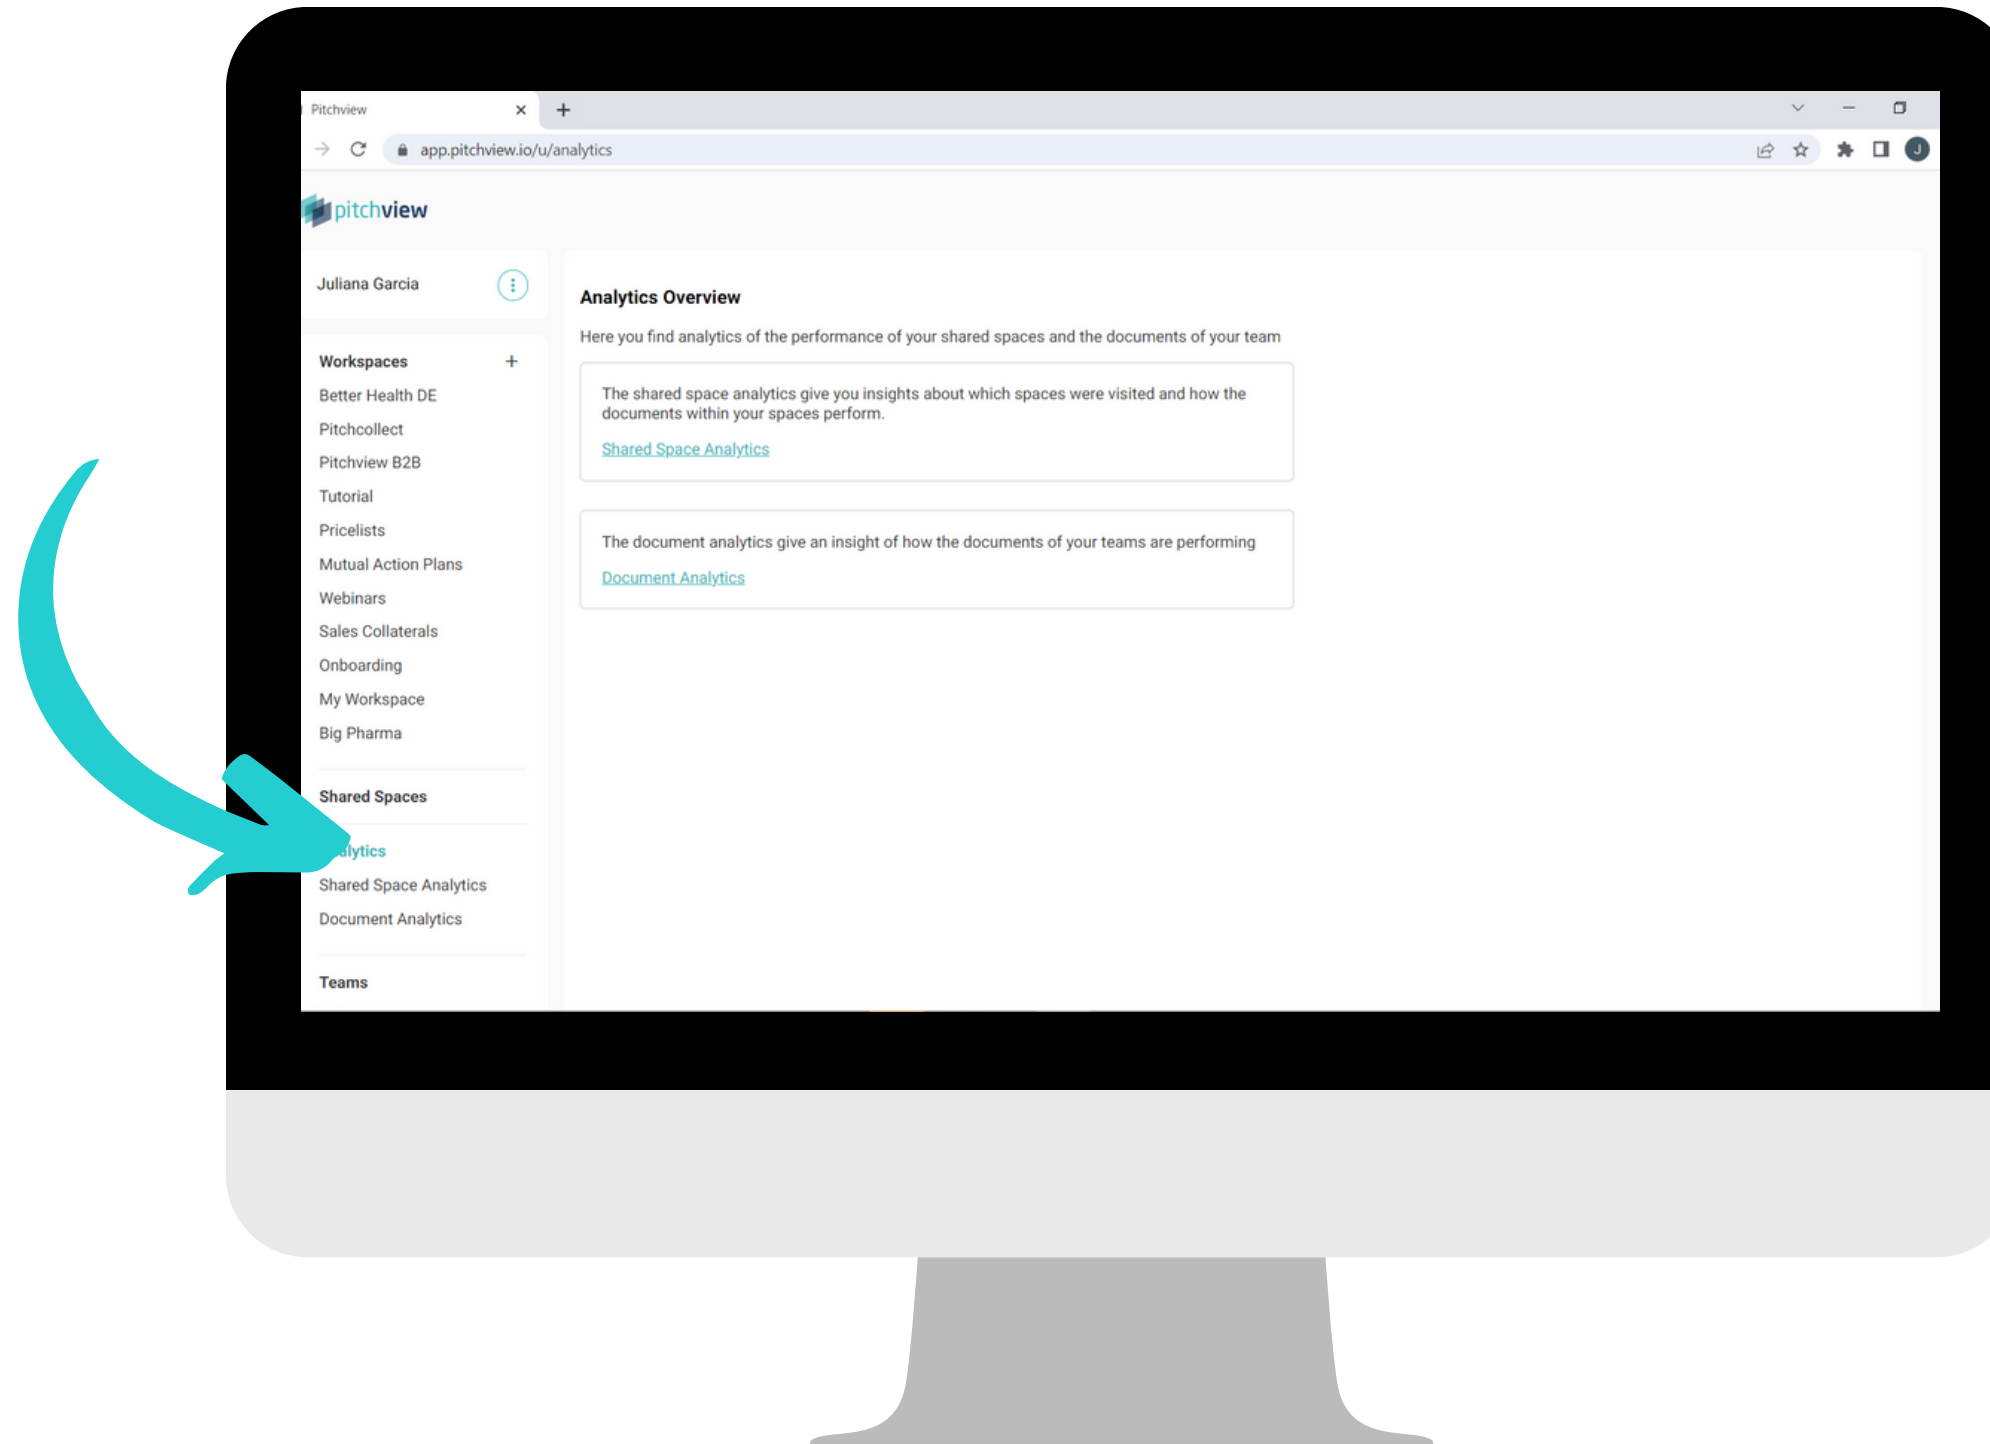 Pitchview
app.pitchview.io/u/analytics
J
pitchview
Juliana Garcia
Workspaces
Better Health DE
Pitchcollect
Pitchview B2B
Tutorial
Pricelists
Mutual Action Plans
Webinars
Sales Collaterals
Onboarding
My Workspace
Big Pharma
Shared Spaces
alytics
Shared Space Analytics
Document Analytics
Teams
Analytics Overview
Here you find analytics of the performance of your shared spaces and the documents of your team
The shared space analytics give you insights about which spaces were visited and how the
documents within your spaces perform.
Shared Space Analytics
The document analytics give an insight of how the documents of your teams are performing
Document Analytics